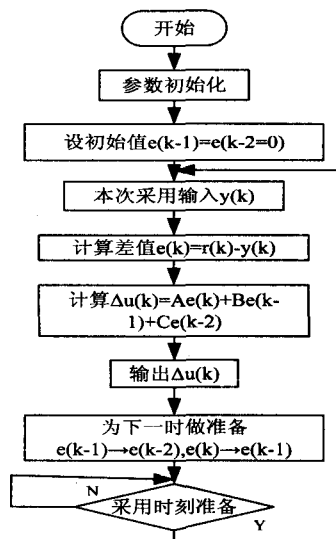 开始
参数初始化
设初始值e(k-1)=e(k-2=0)
本次采用输入y(k)
计算差值e(k)=r(k)-y(k)
计算Δu(k)=Ae(k)+Be(k-
1)+Ce(k-2)
输出Δu(k)
为下一时做准备
e(k-1)→e(k-2),e(k)→e(k-1)
N
采用时刻准备
Y